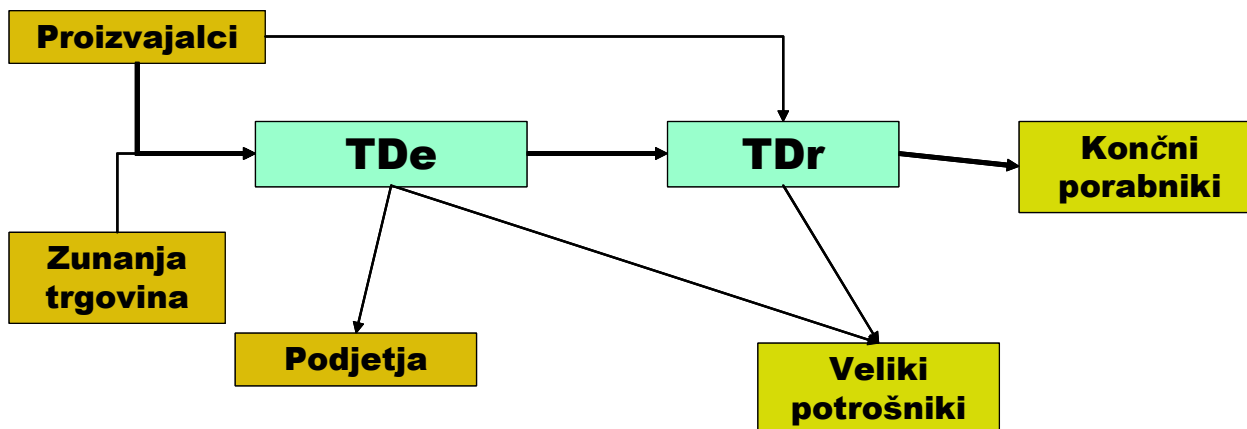 Proizvajalci
TDe
TDr
Končni
porabniki
Zunanja
trgovina
Podjetja
Veliki
potrošniki